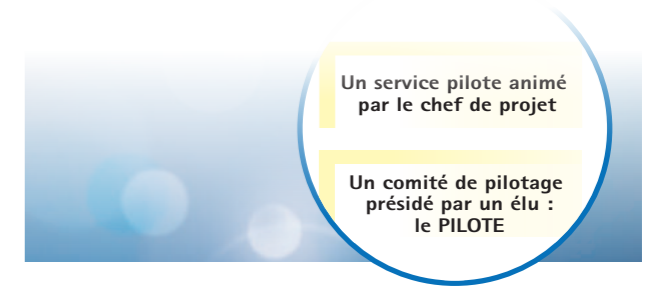 Un service pilote animé
par le chef de projet
Un comité de pilotage
présidé par un élu :
le PILOTE